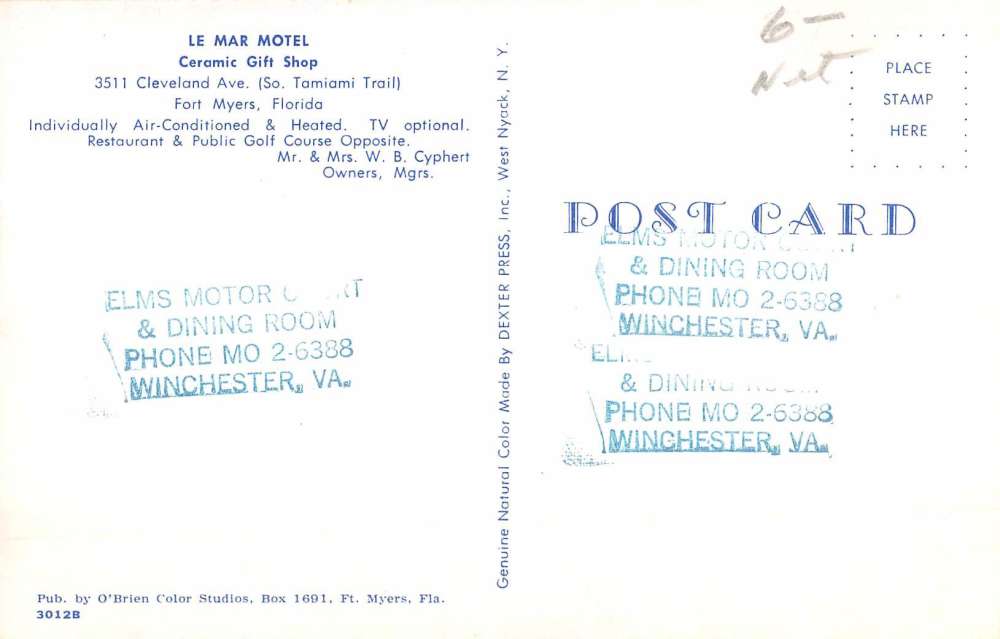 LE MAR MOTEL
Ceramic Gift Shop
3511 Cleveland Ave. (So. Tamiami Trail)
Fort Myers, Florida
Individually Air-Conditioned & Heated. TV optional.
Restaurant & Public Golf Course Opposite.
Mr. & Mrs. W. B. Cyphert
Owners, Mgrs.
ELMS MOTOR
& DINING ROOM
PHONE MO 2-6388
WINCHESTER, VA.
Pub. by O'Brien Color Studios, Box 1691, Ft. Myers, Fla.
3012B
Genuine Natural Color Made By DEXTER PRESS, Inc., West Nyack, N. Y.
6—
Net
PLACE
STAMP
HERE
POST CARD
ELMS MOTOR
& DINING ROOM
PHONE MO 2-6388
WINCHESTER, VA.
& DINING
PHONE MO 2-6388
WINCHESTER, VA.